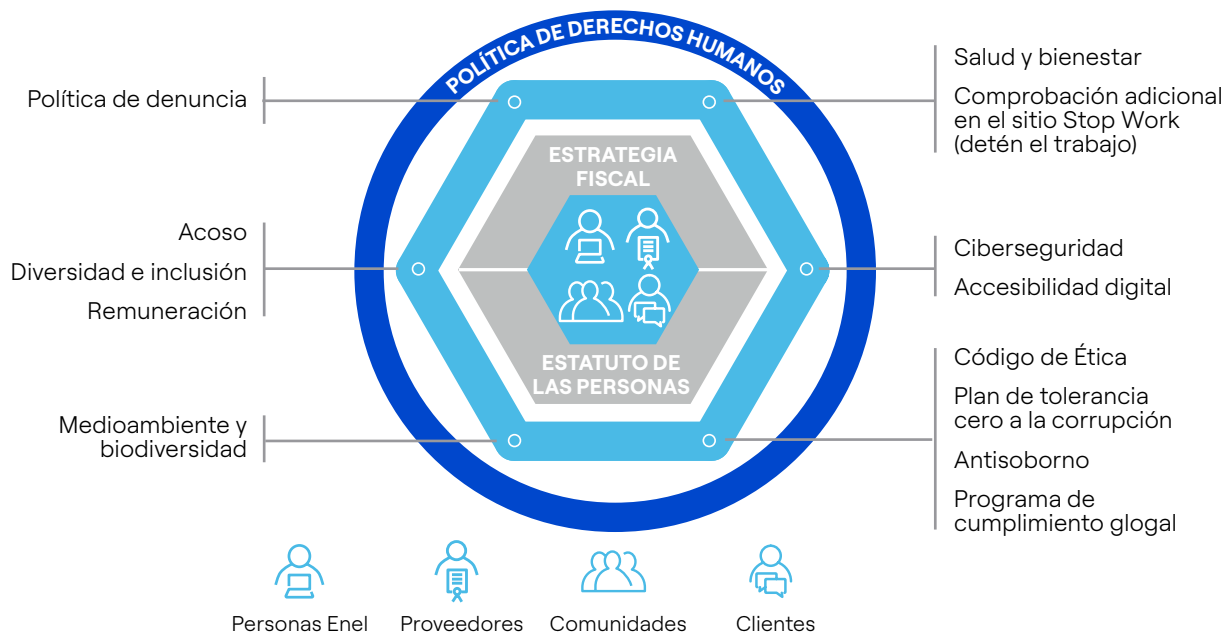 POLÍTICA DE DERECHOS HUMANOS
Política de denuncia
Acoso
Diversidad e inclusión
Remuneración
Medioambiente y
biodiversidad
ESTRATEGIA
FISCAL
ESTATUTO DE
LAS PERSONAS
Salud y bienestar
Comprobación adicional
en el sitio Stop Work
(detén el trabajo)
Ciberseguridad
Accesibilidad digital
Código de Ética
Plan de tolerancia
cero a la corrupción
Antisoborno
Programa de
cumplimiento glogal
Personas Enel
Proveedores
Comunidades
Clientes